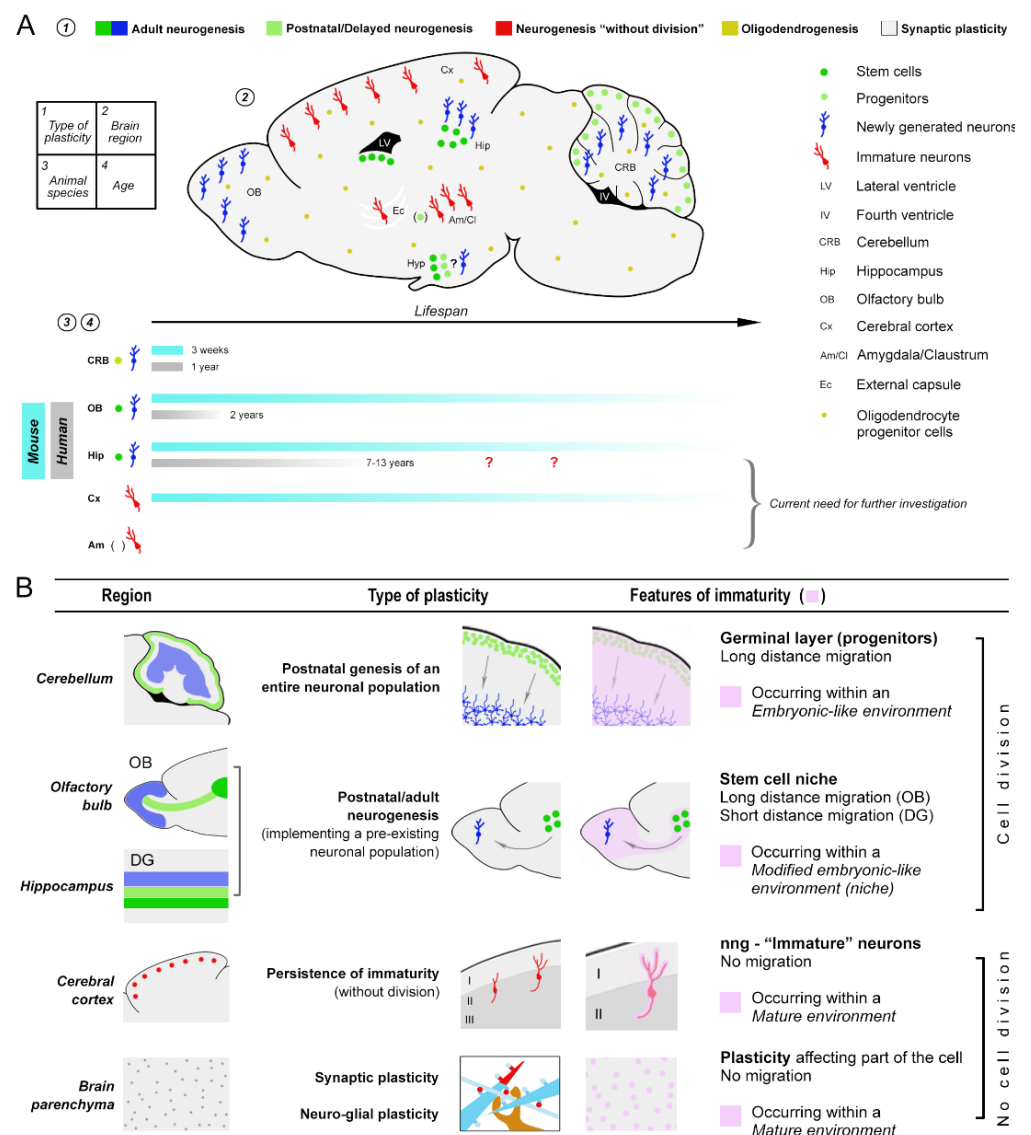 A
1 Adult neurogenesis Postnatal/Delayed neurogenesis Neurogenesis “without division” Oligodendrogenesis Synaptic plasticity
1 Type of plasticity
2 Brain region
3 Animal species
4 Age
2
Cx
LV
Hip
OB
Ec
( )
Am/Cl
Hyp
?
CRB
IV
Stem cells
Progenitors
Newly generated neurons
Immature neurons
LV Lateral ventricle
IV Fourth ventricle
CRB Cerebellum
Hip Hippocampus
OB Olfactory bulb
Cx Cerebral cortex
Am/Cl Amygdala/Claustrum
Ec External capsule
Oligodendrocyte
progenitor cells
3 4
Lifespan
Mouse
Human
CRB
3 weeks
1 year
OB
2 years
Hip
7-13 years ? ?
Cx
Am ( )
Current need for further investigation
B
Region Type of plasticity Features of immaturity ( )
Cerebellum
Postnatal genesis of an
entire neuronal population
Germinal layer (progenitors)
Long distance migration
Occurring within an
Embryonic-like environment
OB
Olfactory
bulb
DG
Hippocampus
Postnatal/adult
neurogenesis
(implementing a pre-existing
neuronal population)
Stem cell niche
Long distance migration (OB)
Short distance migration (DG)
Occurring within a
Modified embryonic-like
environment (niche)
Cell division
Cerebral
cortex
Persistence of immaturity
(without division)
I
II
III
I
II
nng - “Immature” neurons
No migration
Occurring within a
Mature environment
Brain
parenchyma
Synaptic plasticity
Neuro-glial plasticity
Plasticity affecting part of the cell
No migration
Occurring within a
Mature environment
No cell division